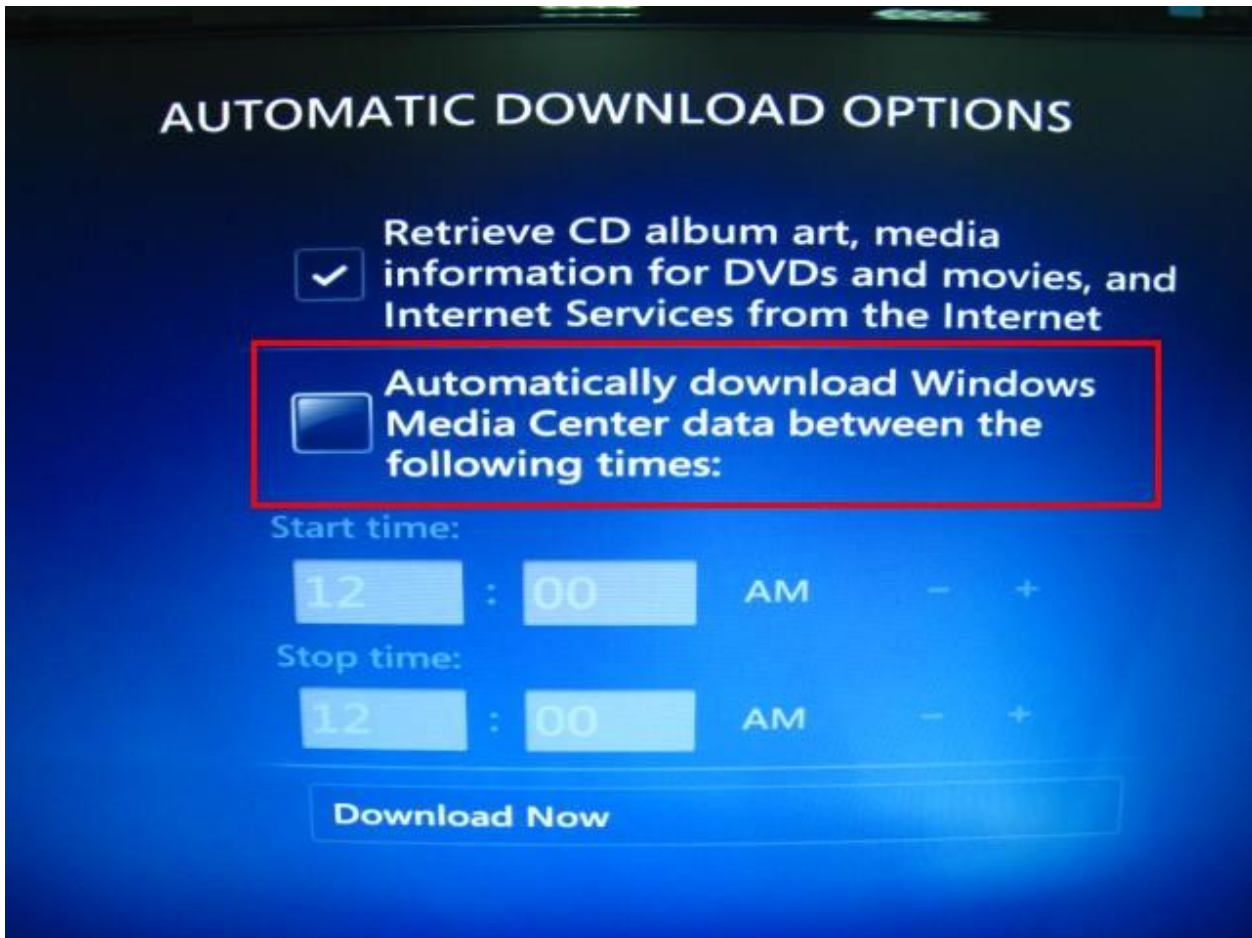 AUTOMATIC DOWNLOAD OPTIONS
Retrieve CD album art, media
information for DVDs and movies, and
Internet Services from the Internet
Automatically download Windows
Media Center data between the
following times:
Start time:
12 : 00 AM - +
Stop time:
12 : 00 AM - +
Download Now